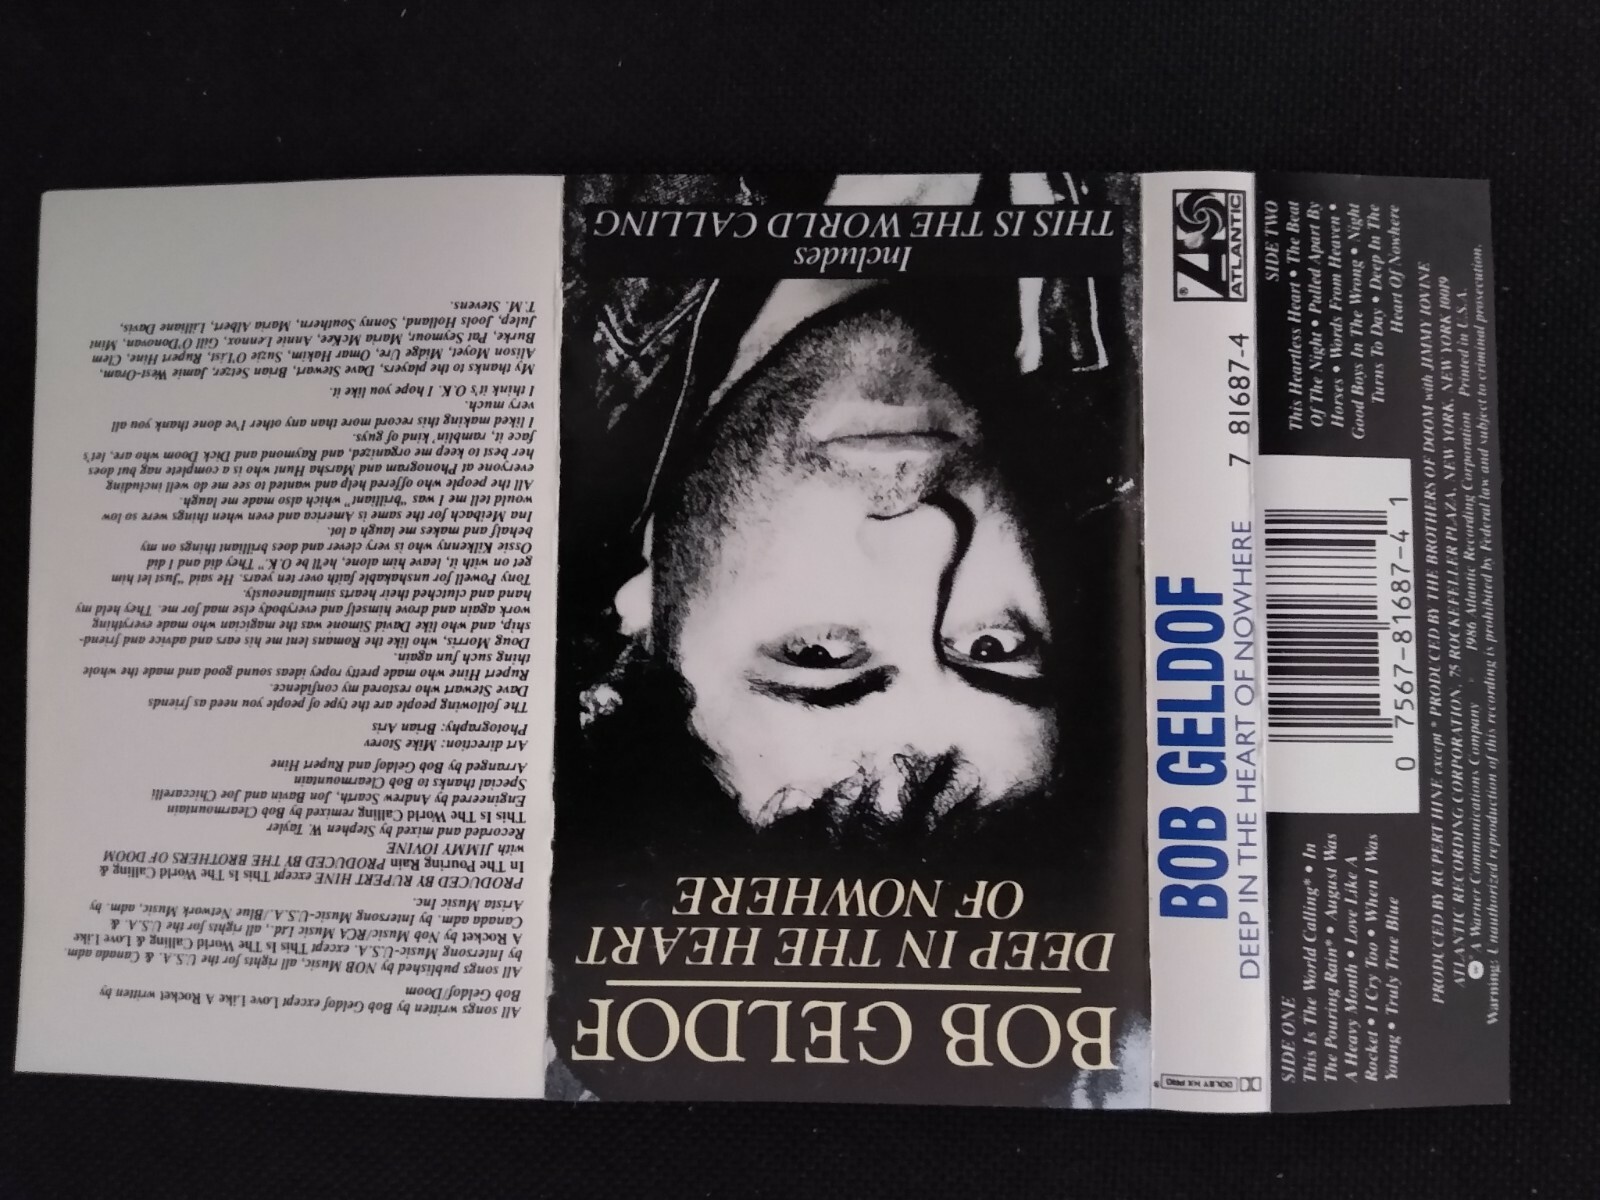 BOB GELDOF
DEEP IN THE HEART
OF NOWHERE
Includes
THIS IS THE WORLD CALLING
All songs written by Bob Geldof except Love Like A Rocket written by
Bob Geldof/Doom
All songs published by NOB Music, all rights for the U.S.A. & Canada adm.
by Intersong Music-U.S.A. except This Is The World Calling & Love Like
A Rocket by Nob Music/RCA Music Ltd., all rights for the U.S.A. &
Canada adm. by Intersong Music-U.S.A./Blue Network Music, adm. by
Arista Music Inc.
PRODUCED BY RUPERT HINE except This Is The World Calling &
In The Pouring Rain PRODUCED BY THE BROTHERS OF DOOM
with JIMMY IOVINE
Recorded and mixed by Stephen W. Tayler
This Is The World Calling remixed by Bob Clearmountain
Engineered by Andrew Scarth, Jon Bavin and Joe Chiccarelli
Special thanks to Bob Clearmountain
Arranged by Bob Geldof and Rupert Hine
Art direction: Mike Storey
Photography: Brian Aris
The following people are the type of people you need as friends
Dave Stewart who restored my confidence.
Rupert Hine who made pretty ropey ideas sound good and made the whole
thing such fun again.
Doug Morris, who like the Romans lent me his ears and advice and friend-
ship, and who like David Simone was the magician who made everything
work again and drove himself and everybody else mad for me. They held my
hand and clutched their hearts simultaneously.
Tony Powell for unshakable faith over ten years. He said "Just let him
get on with it, leave him alone, he'll be O.K." They did and I did
Ossie Kilkenny who is very clever and does brilliant things on my
behalf and makes me laugh a lot.
Ina Meibach for the same is America and even when things were so low
would tell me I was "brilliant" which also made me laugh.
All the people who offered help and wanted to see me do well including
everyone at Phonogram and Marsha Hunt who is a complete nag but does
her best to keep me organized, and Raymond and Dick Doom who are, let's
face it, ramblin' kind of guys.
I liked making this record more than any other I've done thank you all
very much.
I think it's O.K. I hope you like it.
My thanks to the players, Dave Stewart, Brian Setzer, Jamie West-Oram,
Alison Moyet, Midge Ure, Omar Hakim, Suzie O'List, Rupert Hine, Clem
Burke, Pat Seymour, Maria McKee, Annie Lennox, Gill O'Donovan, Mint
Julep, Jools Holland, Sonny Southern, Maria Albert, Lilliane Davis,
T.M. Stevens.
DOLBY HX PRO
BOB GELDOF
DEEP IN THE HEART OF NOWHERE
7 81687-4
ATLANTIC
®
SIDE ONE
This Is The World Calling* • In
The Pouring Rain* • August Was
A Heavy Month • Love Like A
Rocket • I Cry Too • When I Was
Young • Truly True Blue
0 7567-81687-4 1
SIDE TWO
This Heartless Heart • The Beat
Of The Night • Pulled Apart By
Horses • Words From Heaven •
Good Boys In The Wrong • Night
Turns To Day • Deep In The
Heart Of Nowhere
PRODUCED BY RUPERT HINE except * PRODUCED BY THE BROTHERS OF DOOM with JIMMY IOVINE
ATLANTIC RECORDING CORPORATION, 75 ROCKEFELLER PLAZA, NEW YORK, NEW YORK 10019
A Warner Communications Company 1986 Atlantic Recording Corporation Printed in U.S.A.
Warning: Unauthorized reproduction of this recording is prohibited by Federal law and subject to criminal prosecution.